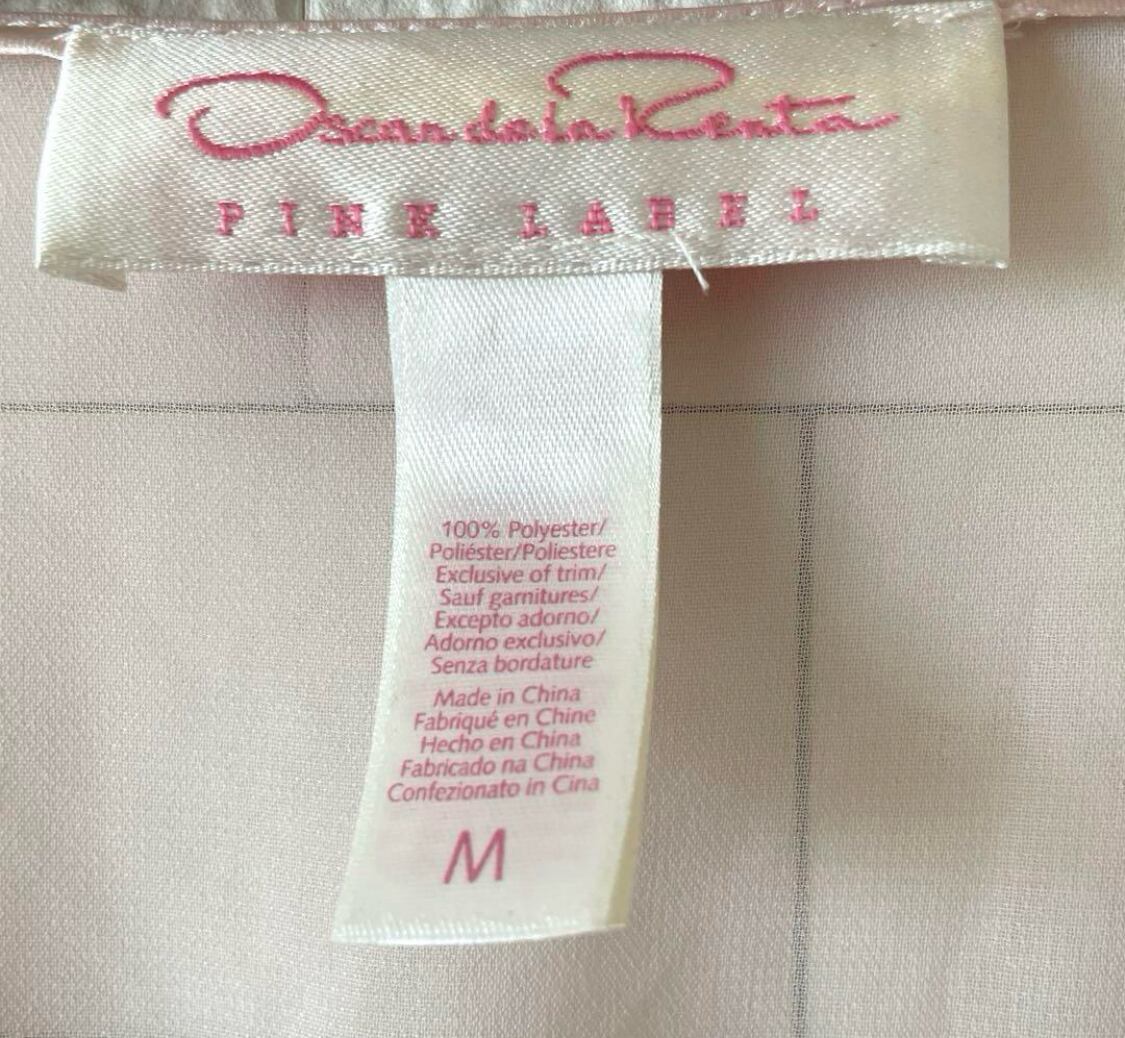 Oscar de la Renta
PINK LABEL
100% Polyester/
Poliéster/Poliestere
Exclusive of trim/
Sauf garnitures/
Excepto adorno/
Adorno exclusivo/
Senza bordature
Made in China
Fabriqué en Chine
Hecho en China
Fabricado na China
Confezionato in Cina
M